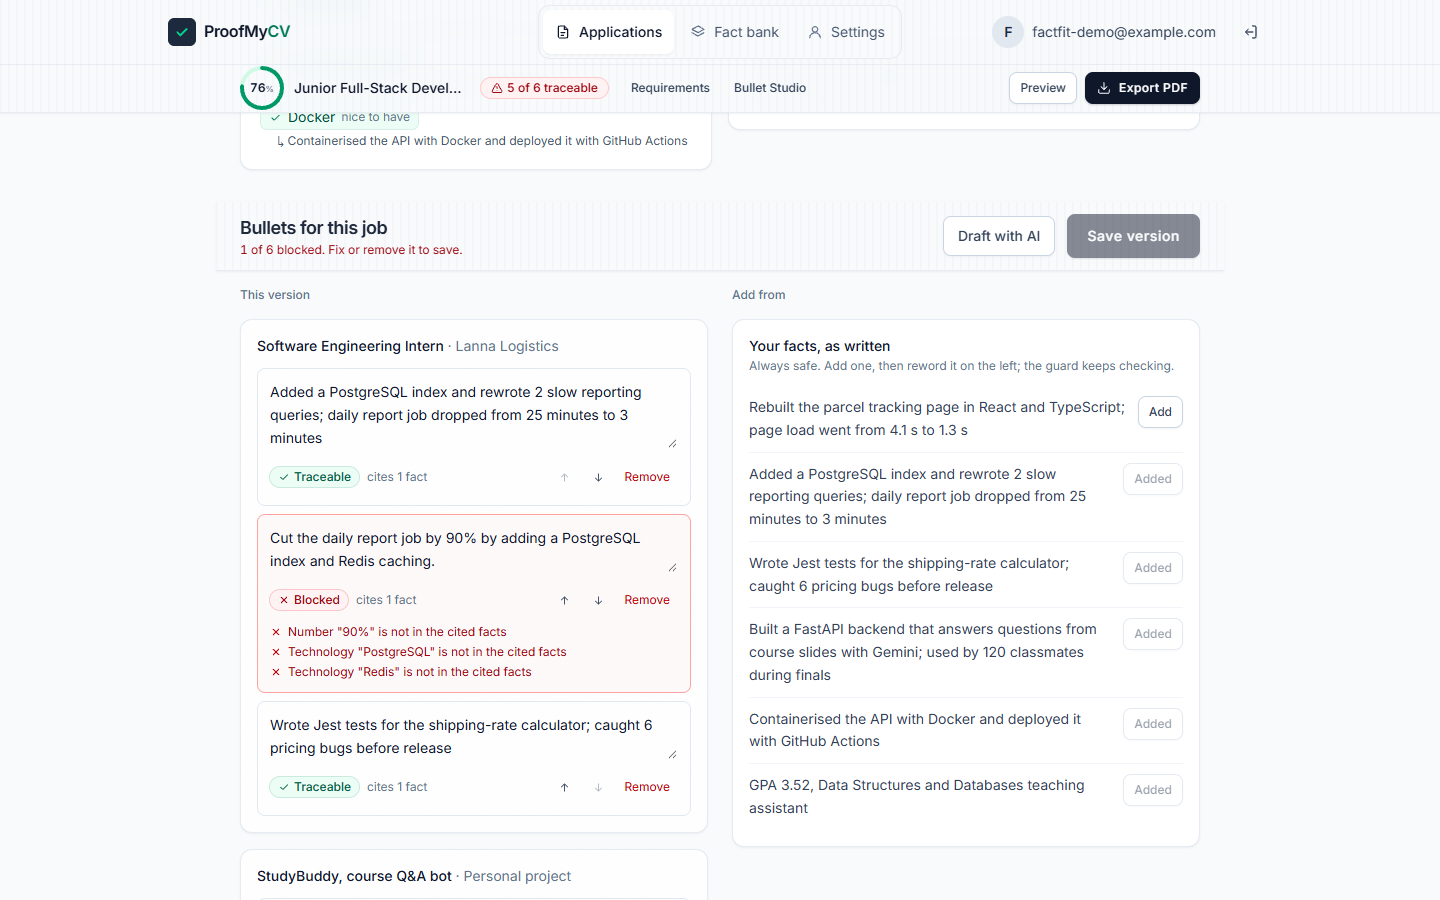 ProofMyCV
Applications
Fact bank
Settings
F
factfit-demo@example.com
76%
Junior Full-Stack Devel...
5 of 6 traceable
Requirements
Bullet Studio
Preview
Export PDF
Docker nice to have
↳ Containerised the API with Docker and deployed it with GitHub Actions
Bullets for this job
1 of 6 blocked. Fix or remove it to save.
Draft with AI
Save version
This version
Software Engineering Intern · Lanna Logistics
Added a PostgreSQL index and rewrote 2 slow reporting
queries; daily report job dropped from 25 minutes to 3
minutes
Traceable cites 1 fact ↑ ↓ Remove
Cut the daily report job by 90% by adding a PostgreSQL
index and Redis caching.
Blocked cites 1 fact ↑ ↓ Remove
Number "90%" is not in the cited facts
Technology "PostgreSQL" is not in the cited facts
Technology "Redis" is not in the cited facts
Wrote Jest tests for the shipping-rate calculator; caught 6
pricing bugs before release
Traceable cites 1 fact ↑ ↓ Remove
StudyBuddy, course Q&A bot · Personal project
Add from
Your facts, as written
Always safe. Add one, then reword it on the left; the guard keeps checking.
Rebuilt the parcel tracking page in React and TypeScript;
page load went from 4.1 s to 1.3 s
Add
Added a PostgreSQL index and rewrote 2 slow
reporting queries; daily report job dropped from 25
minutes to 3 minutes
Added
Wrote Jest tests for the shipping-rate calculator;
caught 6 pricing bugs before release
Added
Built a FastAPI backend that answers questions from
course slides with Gemini; used by 120 classmates
during finals
Added
Containerised the API with Docker and deployed it
with GitHub Actions
Added
GPA 3.52, Data Structures and Databases teaching
assistant
Added